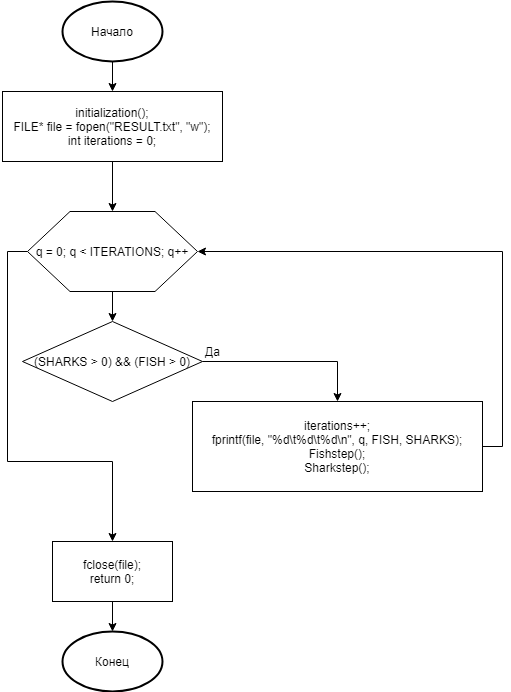 Начало
initialization();
FILE* file = fopen("RESULT.txt", "w");
int iterations = 0;
q = 0; q < ITERATIONS; q++
(SHARKS > 0) && (FISH > 0)
Да
iterations++;
fprintf(file, "%d\t%d\t%d\n", q, FISH, SHARKS);
Fishstep();
Sharkstep();
fclose(file);
return 0;
Конец